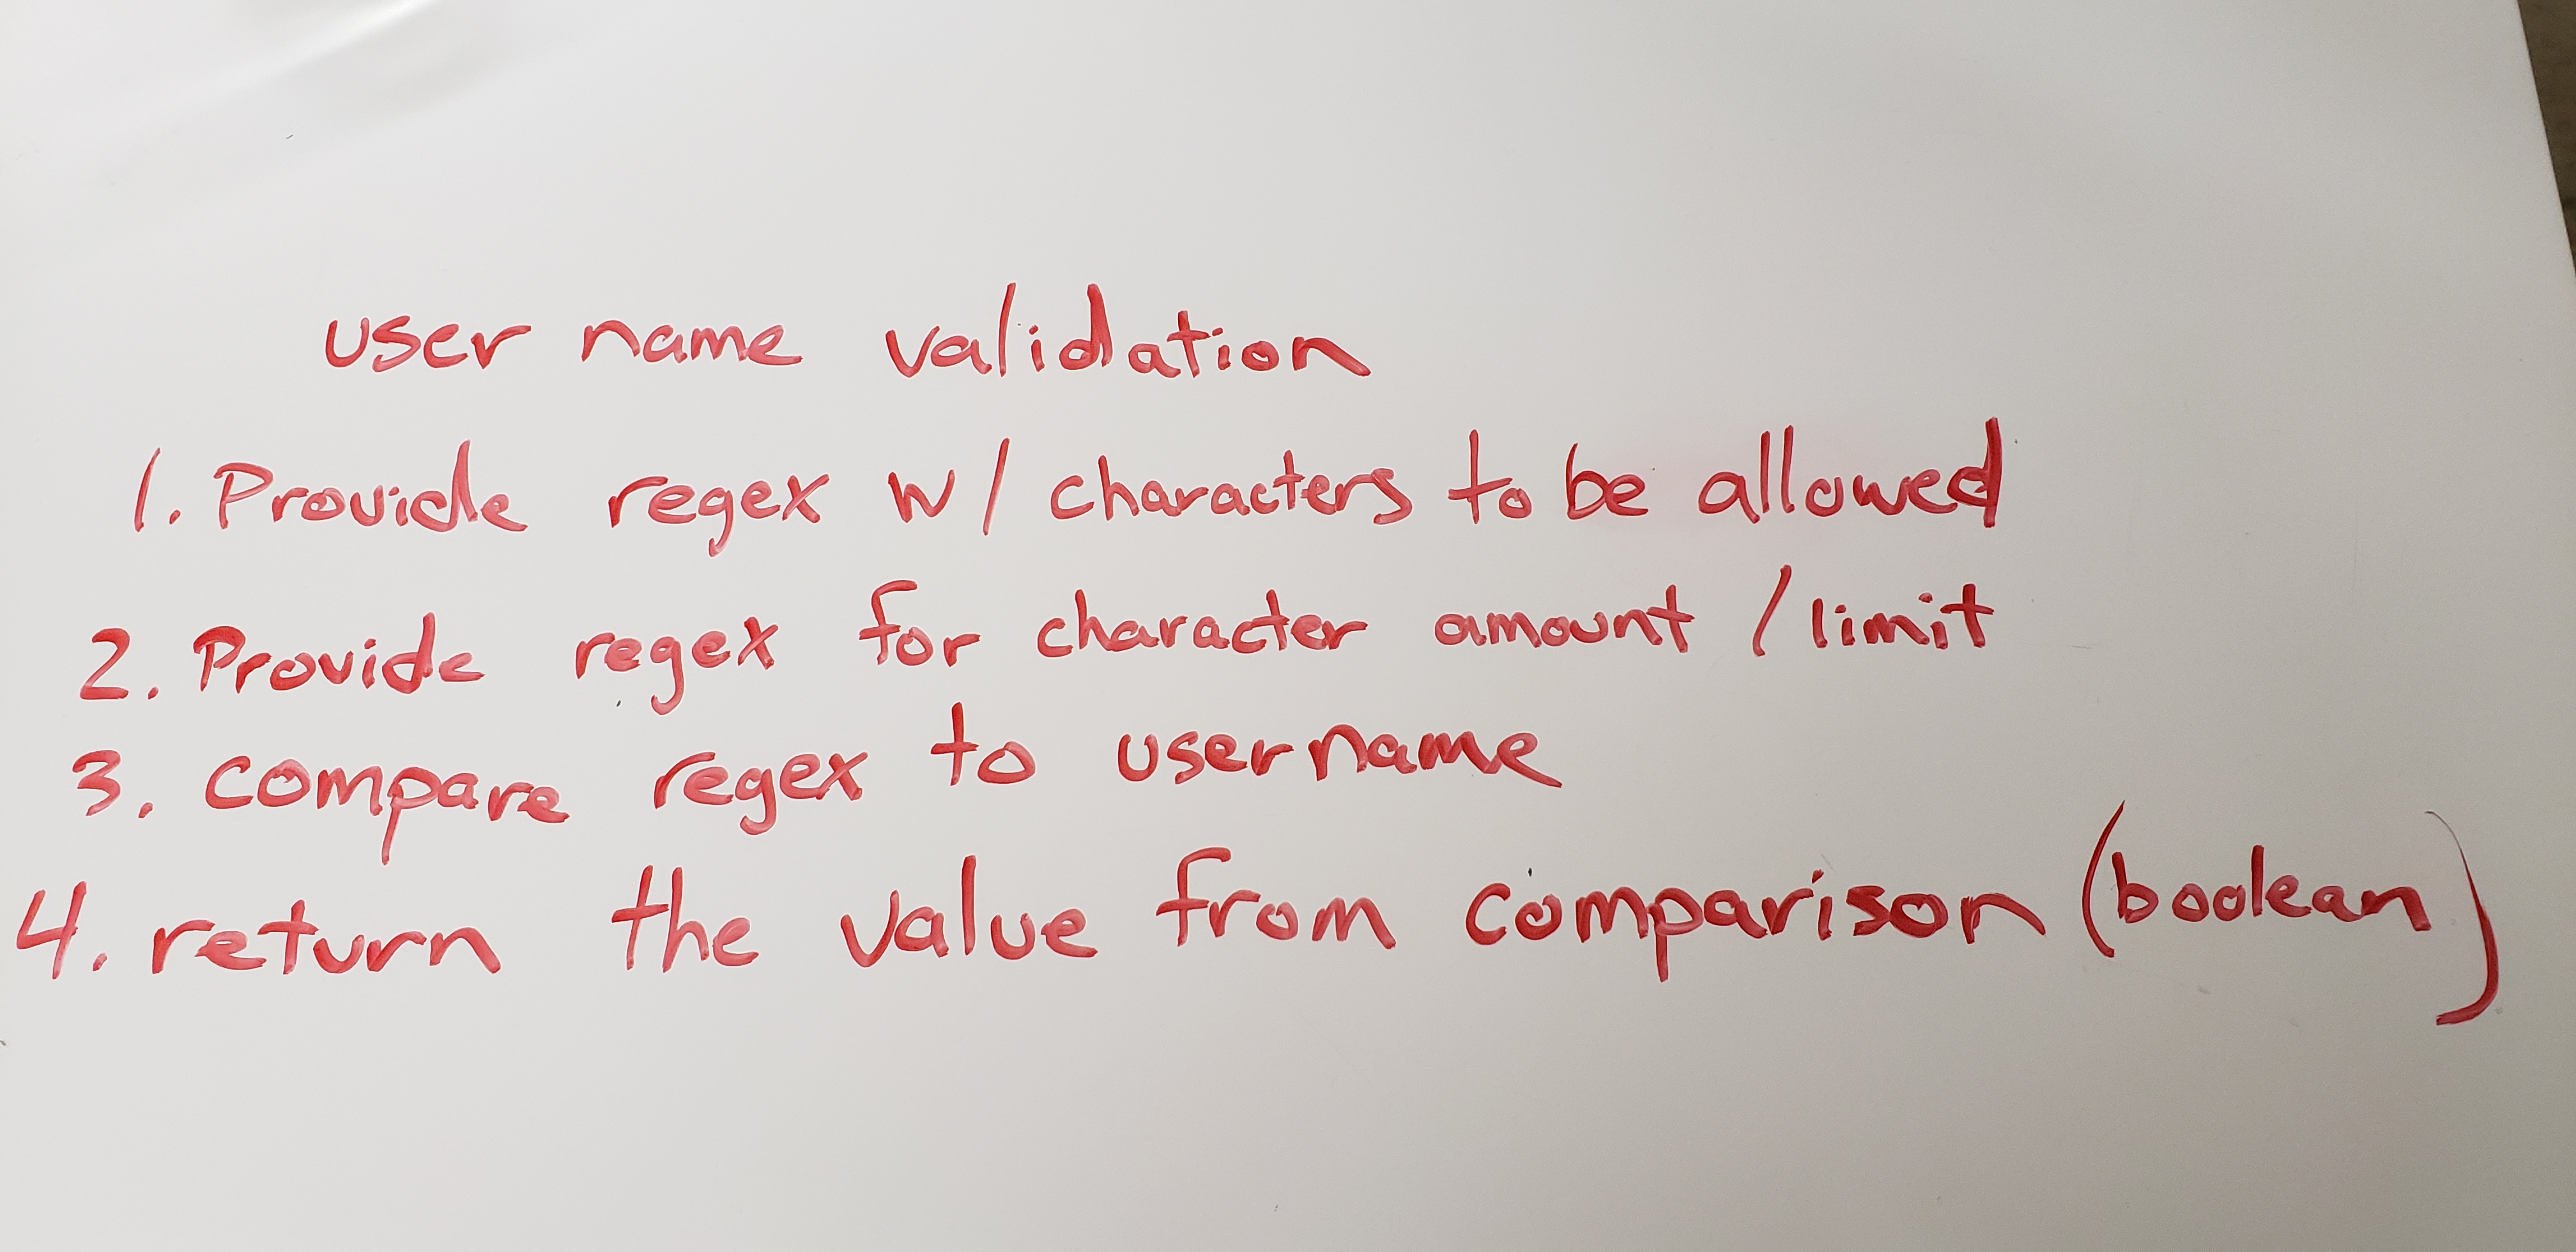 user name validation
1. Provide regex w/ characters to be allowed
2. Provide regex for character amount / limit
3. compare regex to username
4. return the value from comparison (boolean)